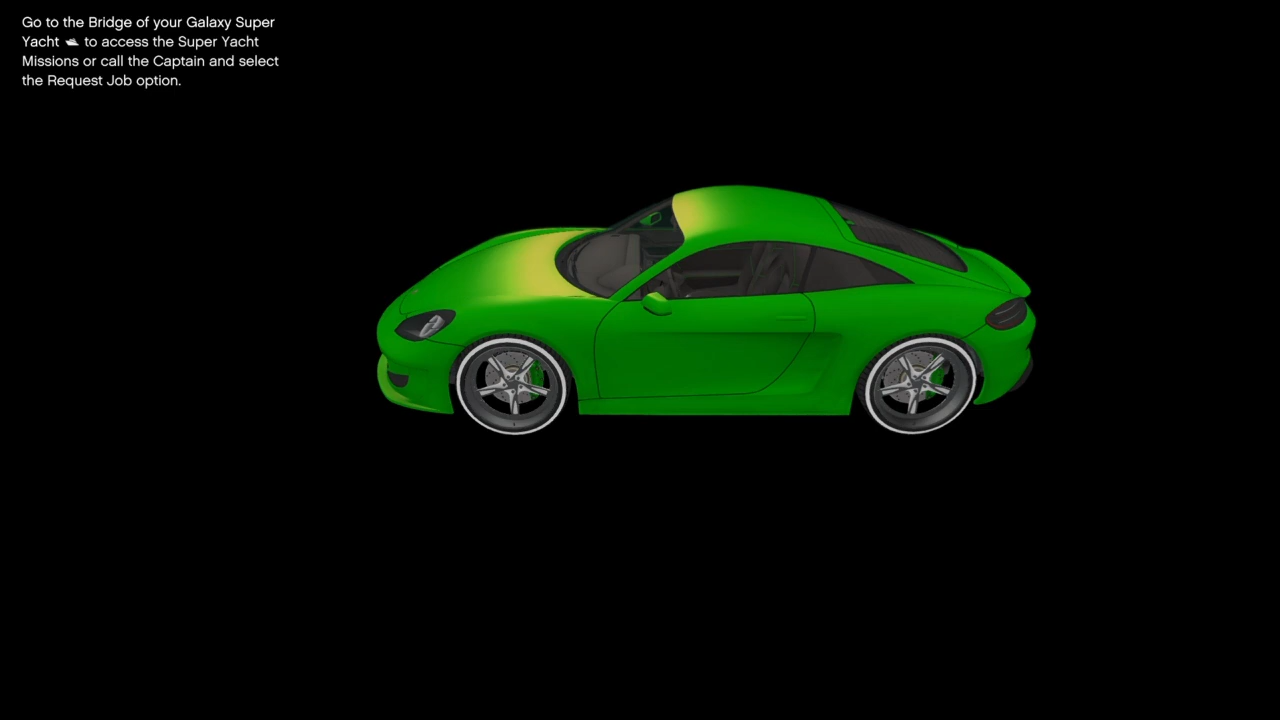 Go to the Bridge of your Galaxy Super
Yacht to access the Super Yacht
Missions or call the Captain and select
the Request Job option.